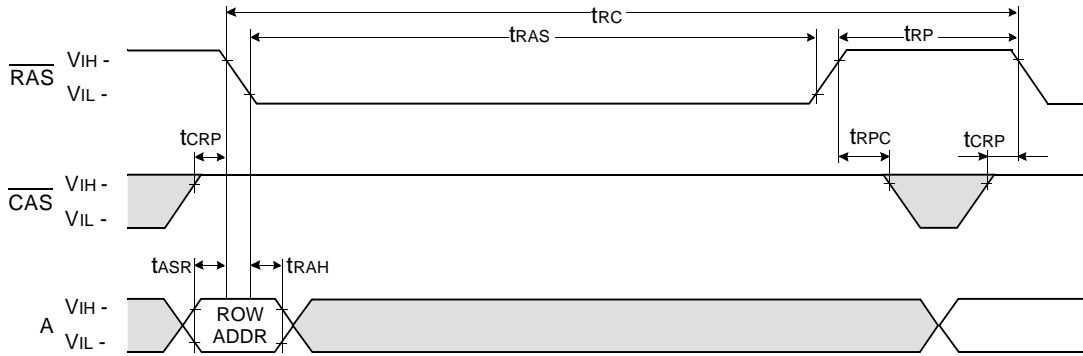 tRC
tRAS
tRP
RAS
VIH -
VIL -
tCRP
tRPC
tCRP
CAS
VIH -
VIL -
tASR
tRAH
A
VIH -
VIL -
ROW
ADDR